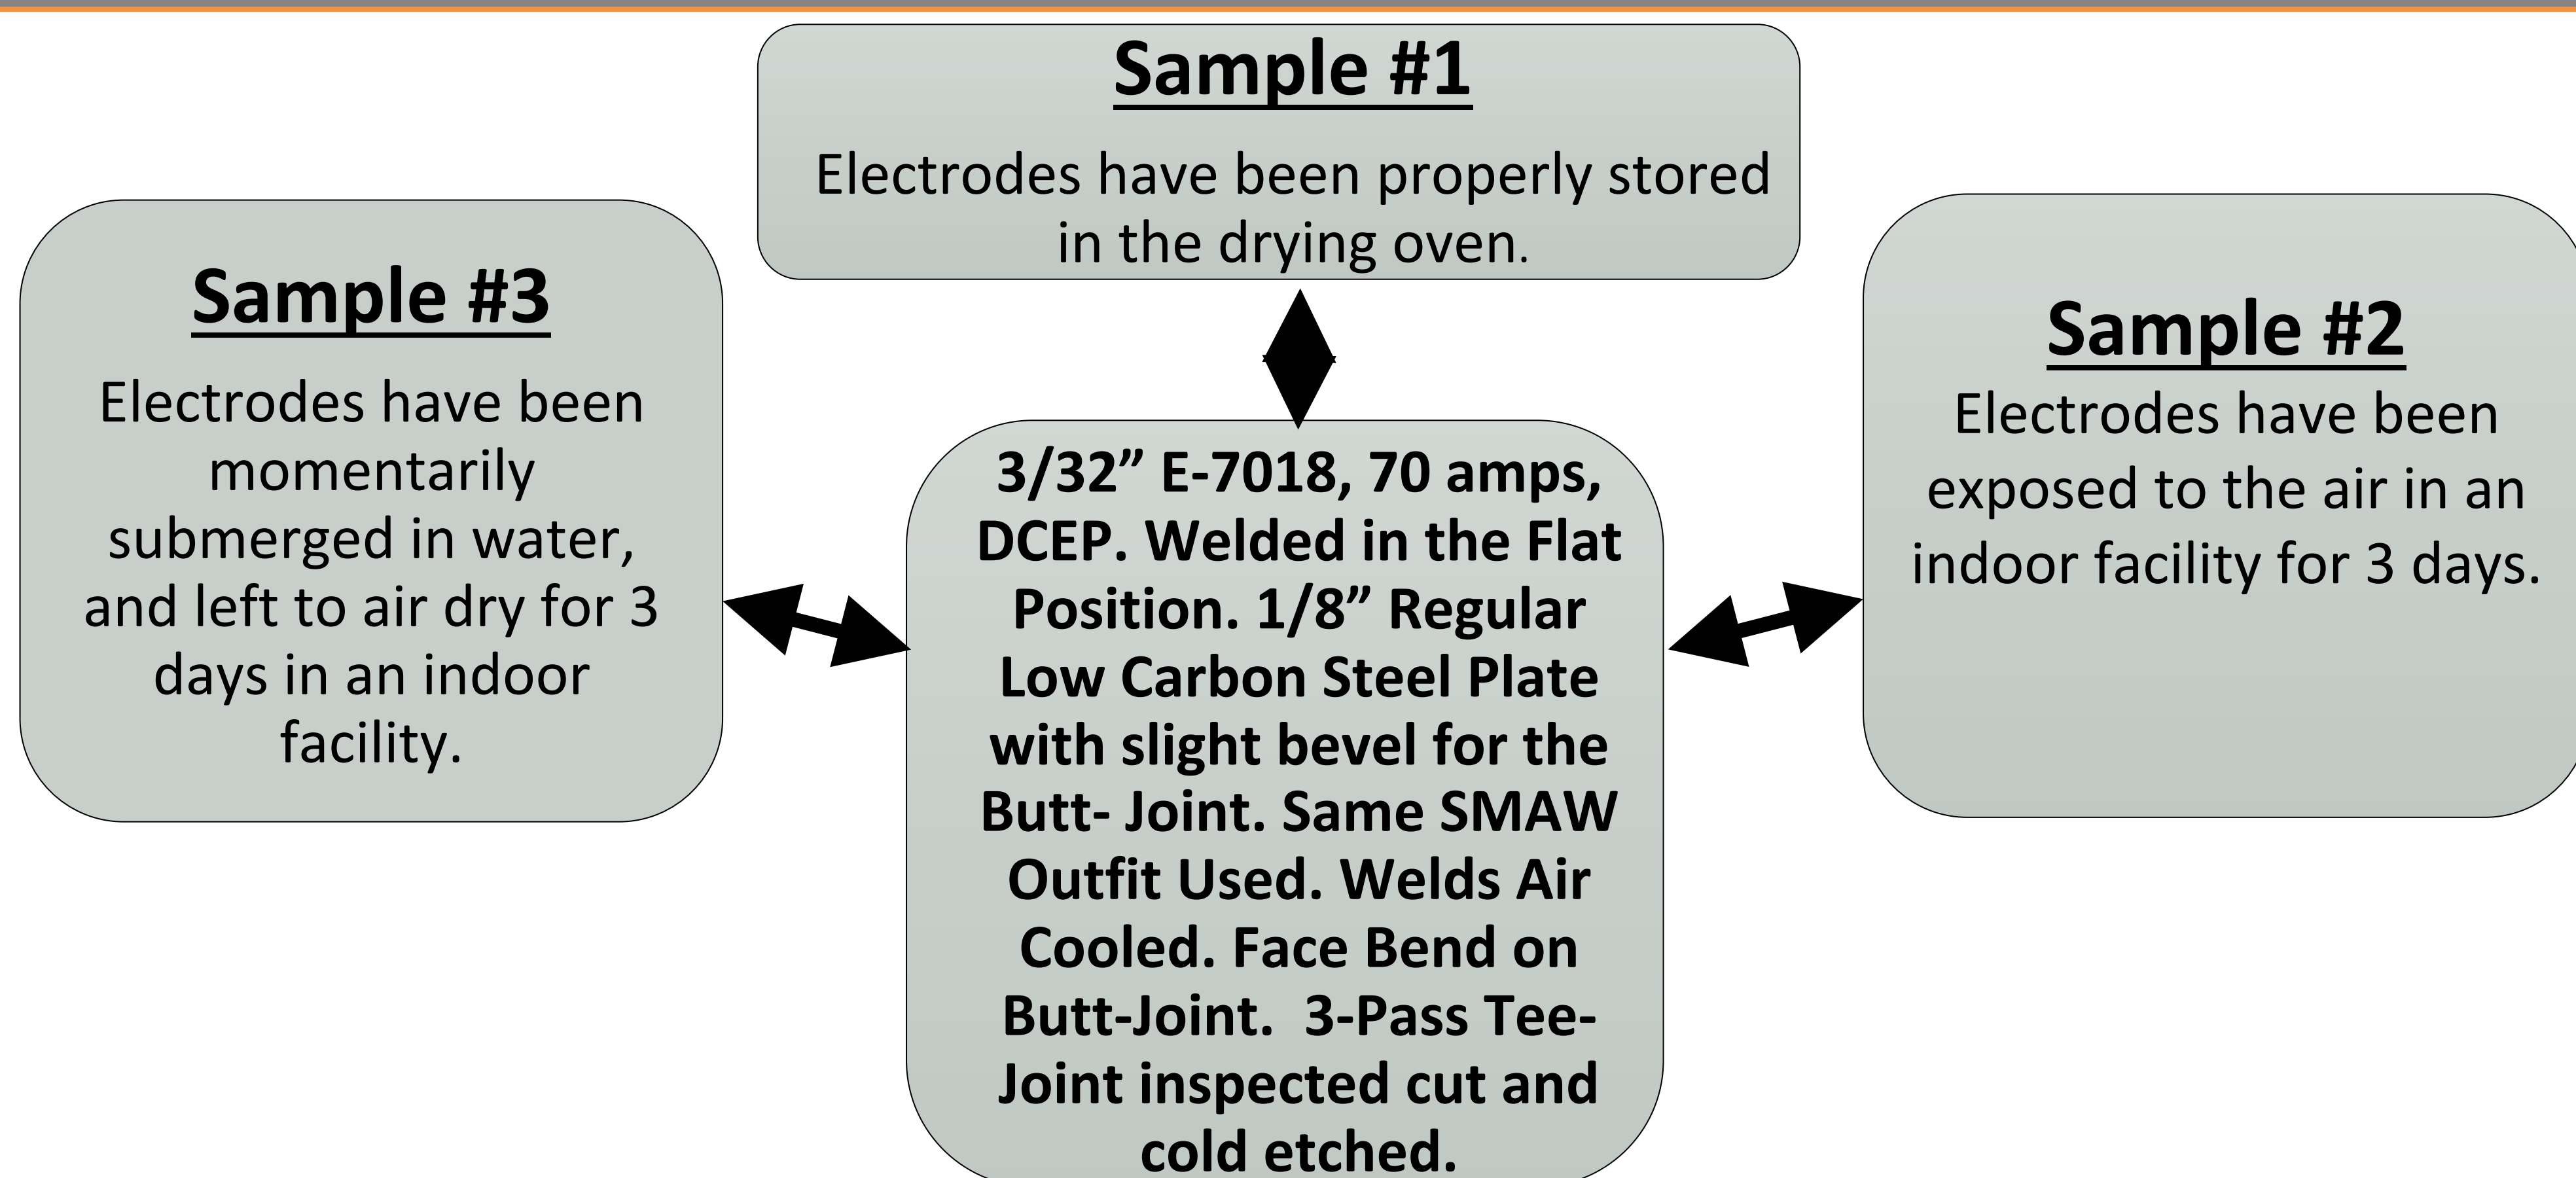 Sample #1
Electrodes have been properly stored
in the drying oven.
Sample #3
Electrodes have been
momentarily
submerged in water,
and left to air dry for 3
days in an indoor
facility.
Sample #2
Electrodes have been
exposed to the air in an
indoor facility for 3 days.
3/32” E-7018, 70 amps,
DCEP. Welded in the Flat
Position. 1/8” Regular
Low Carbon Steel Plate
with slight bevel for the
Butt- Joint. Same SMAW
Outfit Used. Welds Air
Cooled. Face Bend on
Butt-Joint.  3-Pass Tee-
Joint inspected cut and
cold etched.